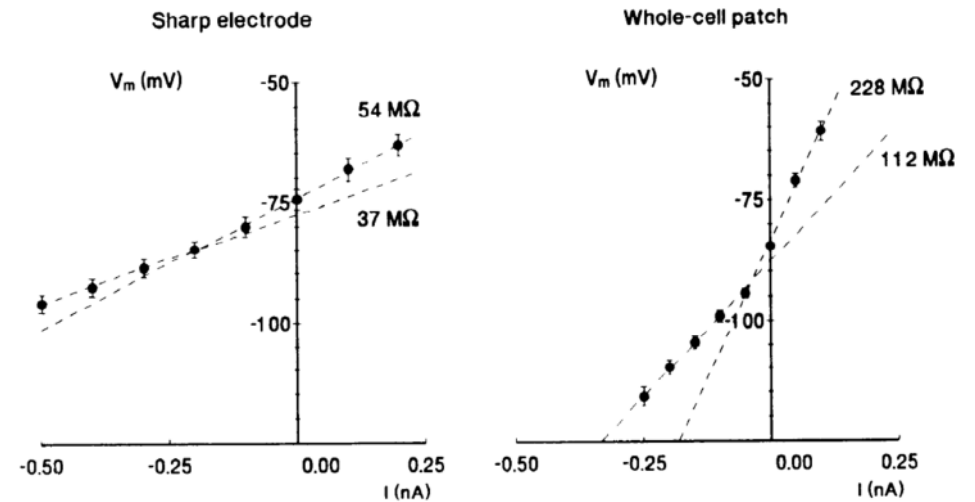 Sharp electrode
Vm (mV)
-50
54 MΩ
-75
37 MΩ
-100
-0.50
-0.25
0.00
0.25
I (nA)
Whole-cell patch
Vm (mV)
-50
228 MΩ
112 MΩ
-75
-100
-0.50
-0.25
0.00
0.25
I (nA)